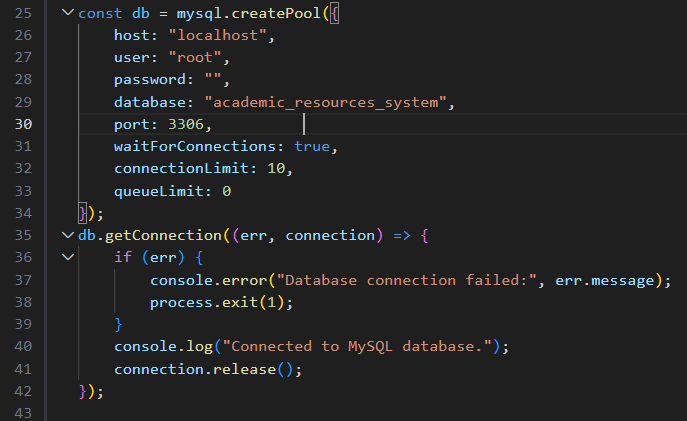 25 const db = mysql.createPool({
26 host: "localhost",
27 user: "root",
28 password: "",
29 database: "academic_resources_system",
30 port: 3306,
31 waitForConnections: true,
32 connectionLimit: 10,
33 queueLimit: 0
34 });
35 db.getConnection((err, connection) => {
36 if (err) {
37 console.error("Database connection failed:", err.message);
38 process.exit(1);
39 }
40 console.log("Connected to MySQL database.");
41 connection.release();
42 });
43